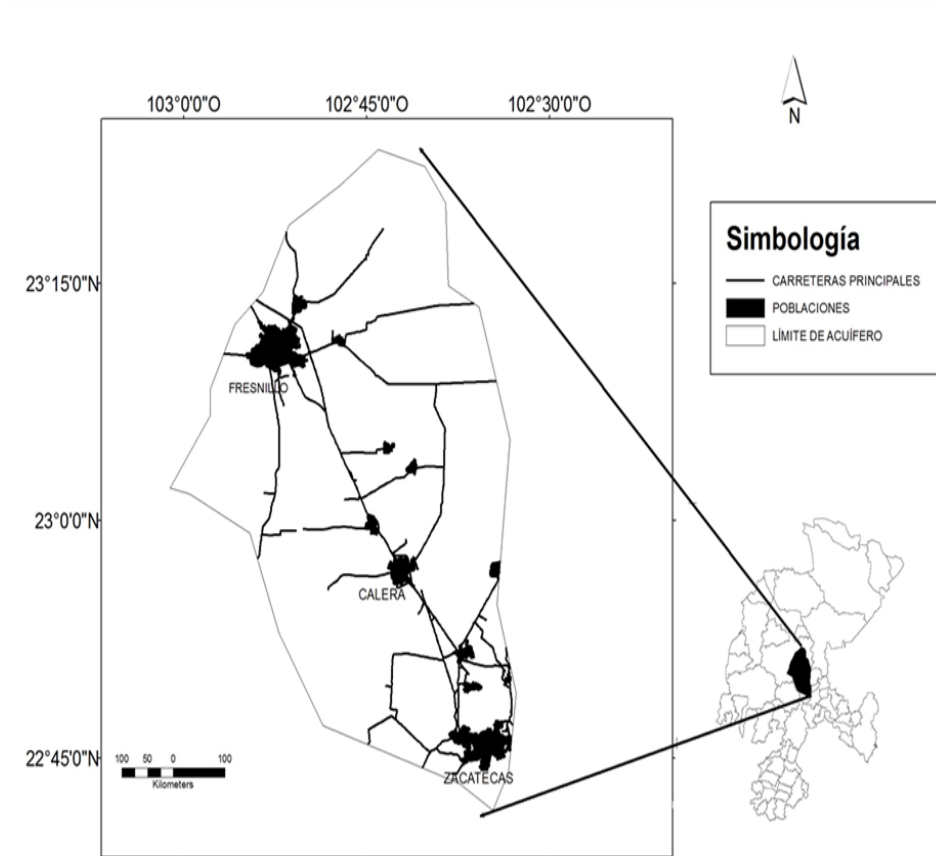 103°0'0"O 102°45'0"O 102°30'0"O
N
Simbología
CARRETERAS PRINCIPALES
POBLACIONES
LÍMITE DE ACUÍFERO
23°15'0"N
FRESNILLO
23°0'0"N
CALERA
22°45'0"N
ZACATECAS
100 50 0 100
Kilometers